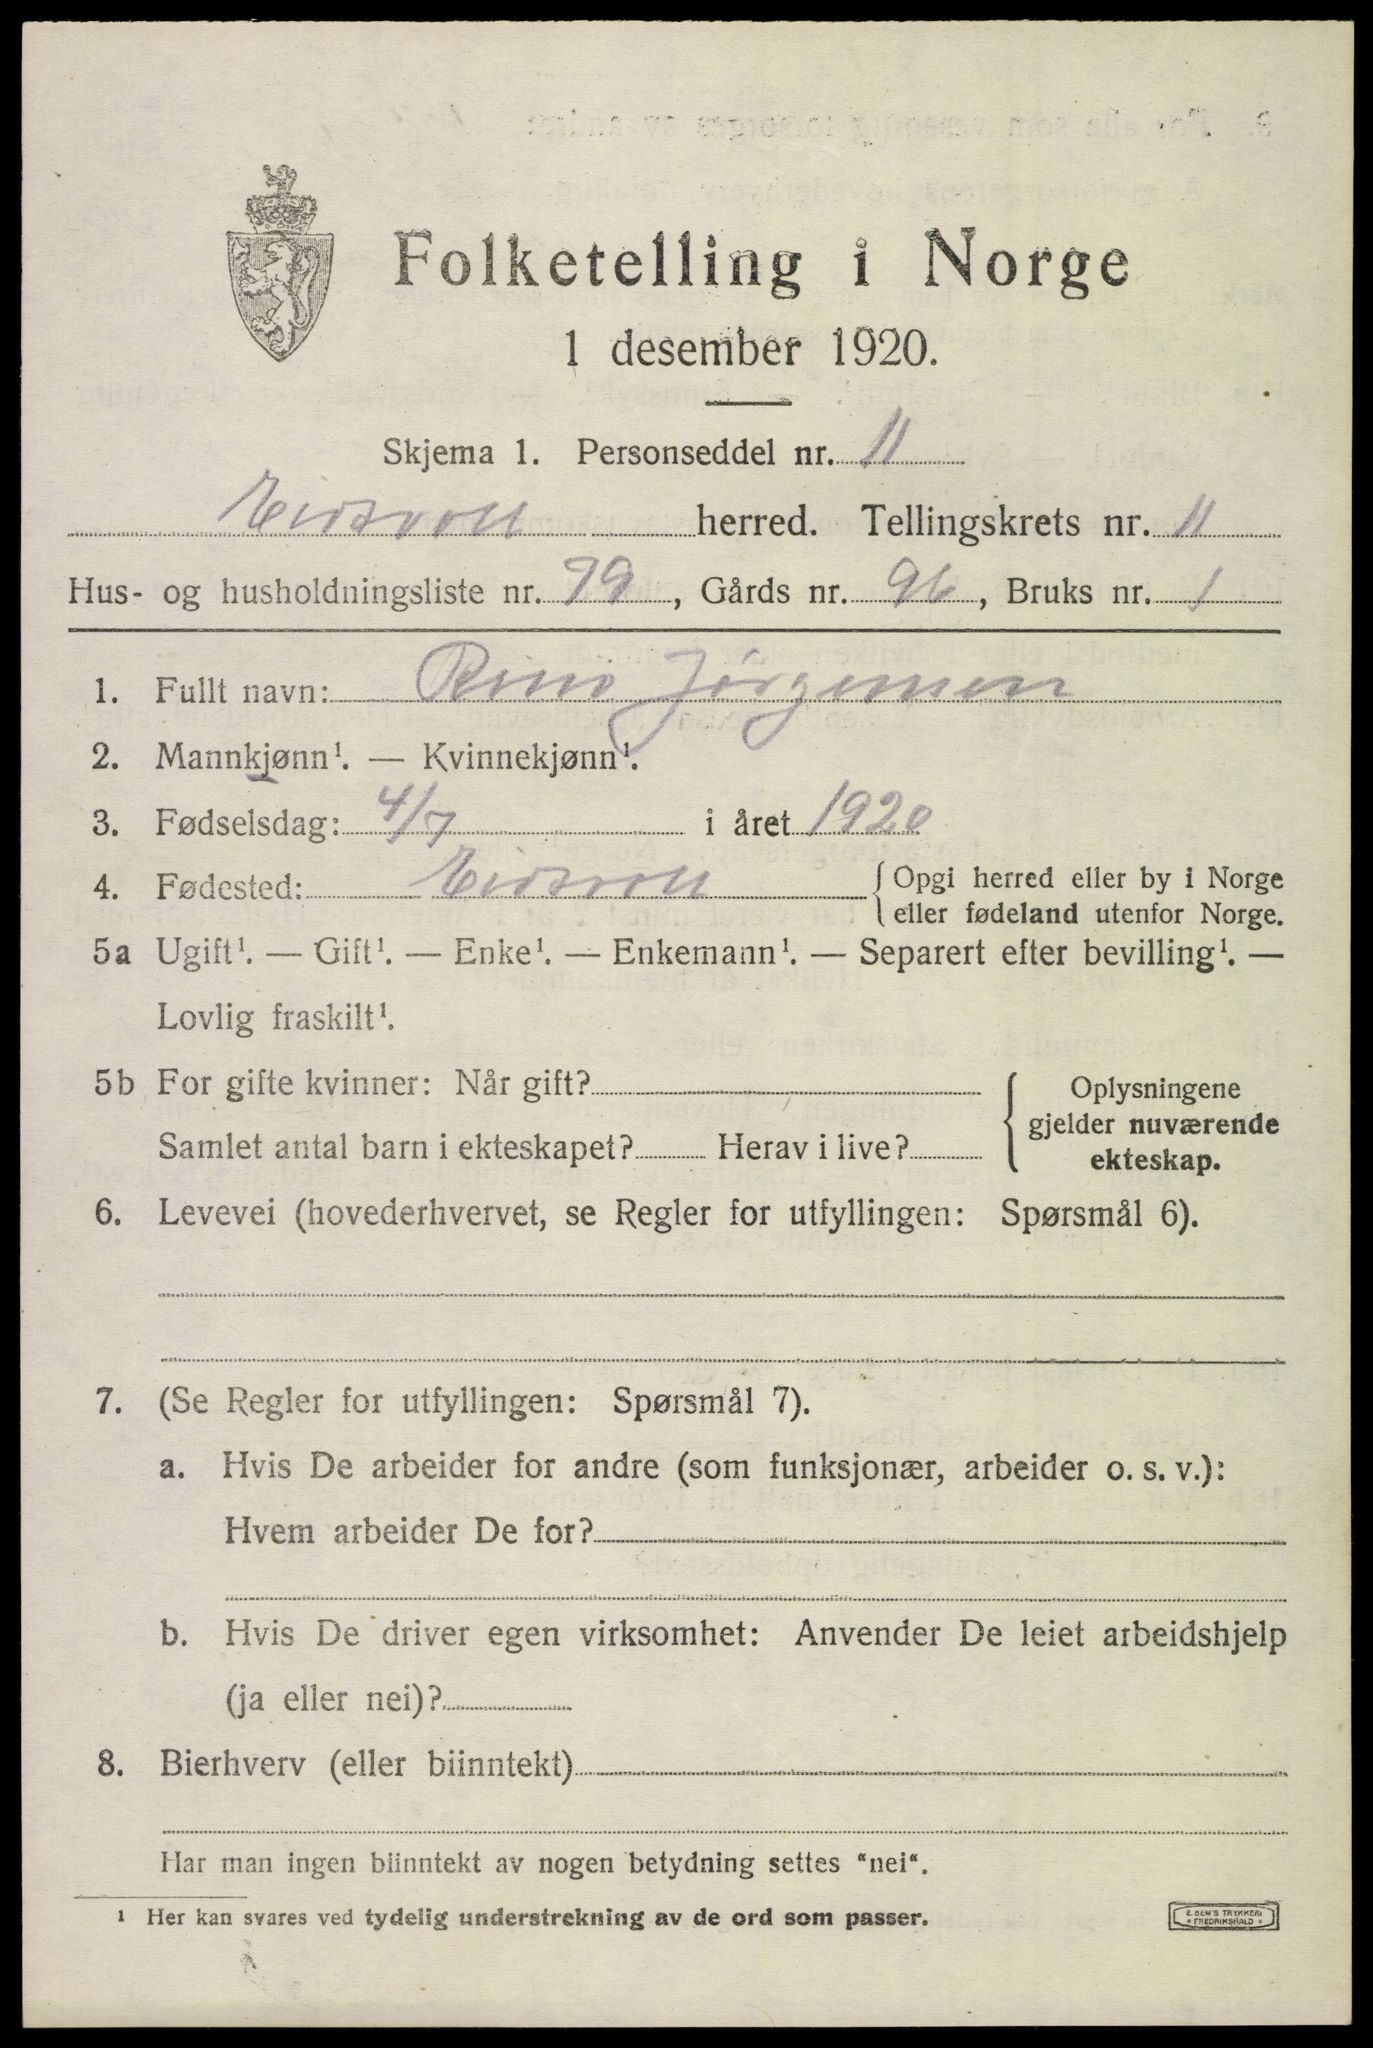 Folketelling i Norge
1 desember 1920.
Skjema 1. Personseddel nr. 11
Eidsvoll herred. Tellingskrets nr. 11
Hus- og husholdningsliste nr. 79, Gårds nr. 96, Bruks nr. 1
1. Fullt navn: Jørgensen
2. Mannkjønn¹. — Kvinnekjønn¹.
3. Fødselsdag: 4/7 i året 1920
4. Fødested: Eidsvoll { Opgi herred eller by i Norge
eller fødeland utenfor Norge.
5a Ugift¹. — Gift¹. — Enke¹. — Enkemann¹. — Separert efter bevilling¹. —
Lovlig fraskilt¹.
5b For gifte kvinner: Når gift? { Oplysningene
gjelder nuværende
Samlet antal barn i ekteskapet? Herav i live? ekteskap.
6. Levevei (hovederhvervet, se Regler for utfyllingen: Spørsmål 6).
7. (Se Regler for utfyllingen: Spørsmål 7).
a. Hvis De arbeider for andre (som funksjonær, arbeider o. s. v.):
Hvem arbeider De for?
b. Hvis De driver egen virksomhet: Anvender De leiet arbeidshjelp
(ja eller nei)?
8. Bierhverv (eller biinntekt)
Har man ingen biinntekt av nogen betydning settes "nei".
¹ Her kan svares ved tydelig understrekning av de ord som passer.
E. SEM'S TRYKKERI
FREDRIKSHALD